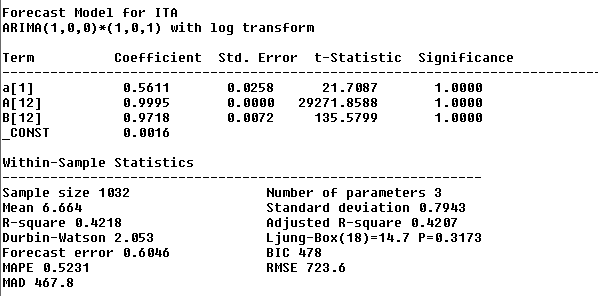 Forecast Model for ITA
ARIMA(1,0,0)*(1,0,1) with log transform
Term Coefficient Std. Error t-Statistic Significance
a[1] 0.5611 0.0258 21.7087 1.0000
A[12] 0.9995 0.0000 29271.8588 1.0000
B[12] 0.9718 0.0072 135.5799 1.0000
_CONST 0.0016
Within-Sample Statistics
Sample size 1032 Number of parameters 3
Mean 6.664 Standard deviation 0.7943
R-square 0.4218 Adjusted R-square 0.4207
Durbin-Watson 2.053 Ljung-Box(18)=14.7 P=0.3173
Forecast error 0.6046 BIC 478
MAPE 0.5231 RMSE 723.6
MAD 467.8